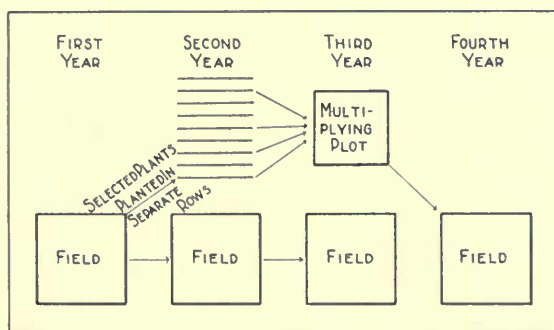 FIRST
YEAR
SECOND
YEAR
THIRD
YEAR
FOURTH
YEAR
MULTI-
PLYING
PLOT
SELECTED PLANTS
PLANTED IN
SEPARATE
ROWS
FIELD
FIELD
FIELD
FIELD